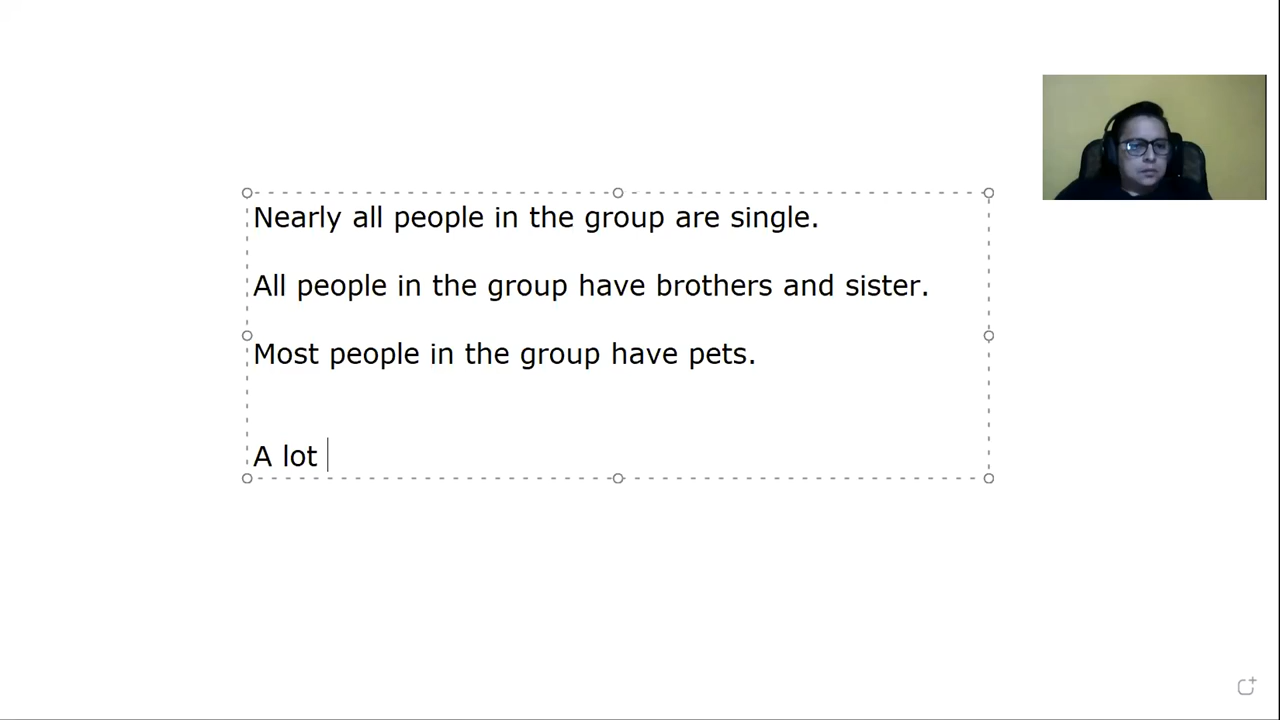 Nearly all people in the group are single.
All people in the group have brothers and sister.
Most people in the group have pets.
A lot